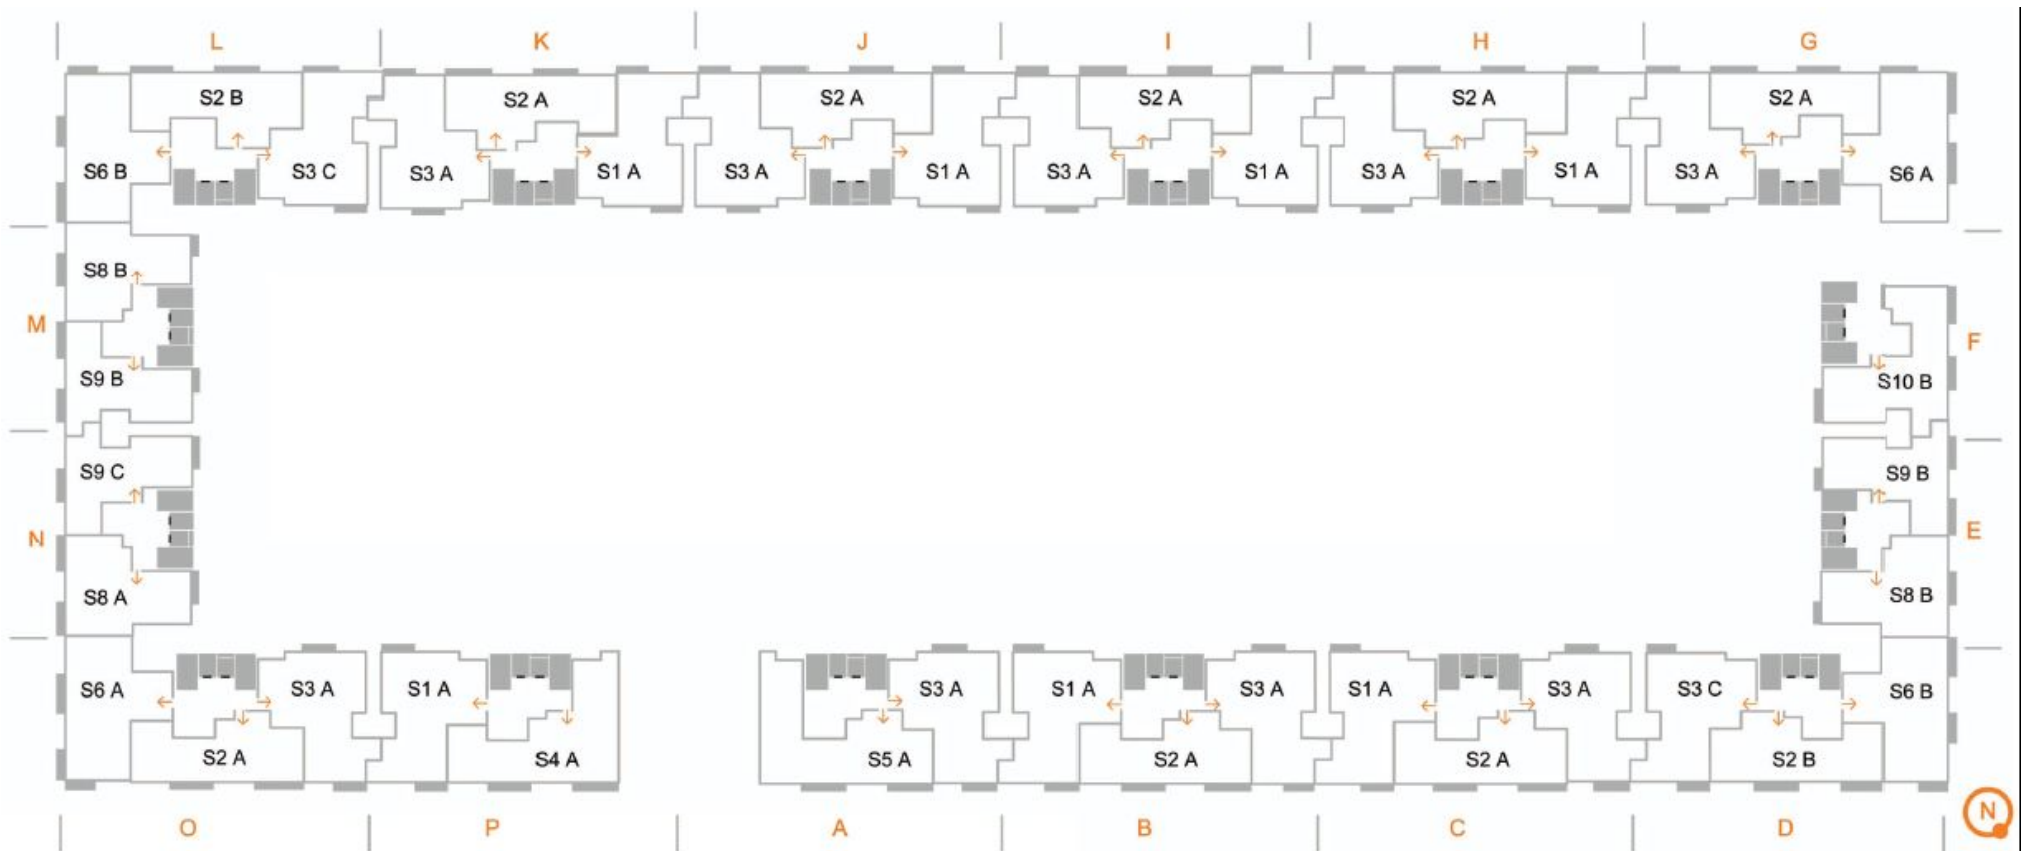 L K J I H G
S2 B S2 A S2 A S2 A S2 A S2 A
S6 B S3 C S3 A S1 A S3 A S1 A S3 A S1 A S3 A S1 A S3 A S6 A
S8 B
M F
S9 B S10 B
S9 C S9 B
N E
S8 A S8 B
S6 A S3 A S1 A S3 A S1 A S3 A S1 A S3 A S3 C S6 B
S2 A S4 A S5 A S2 A S2 A S2 B
N
O P A B C D